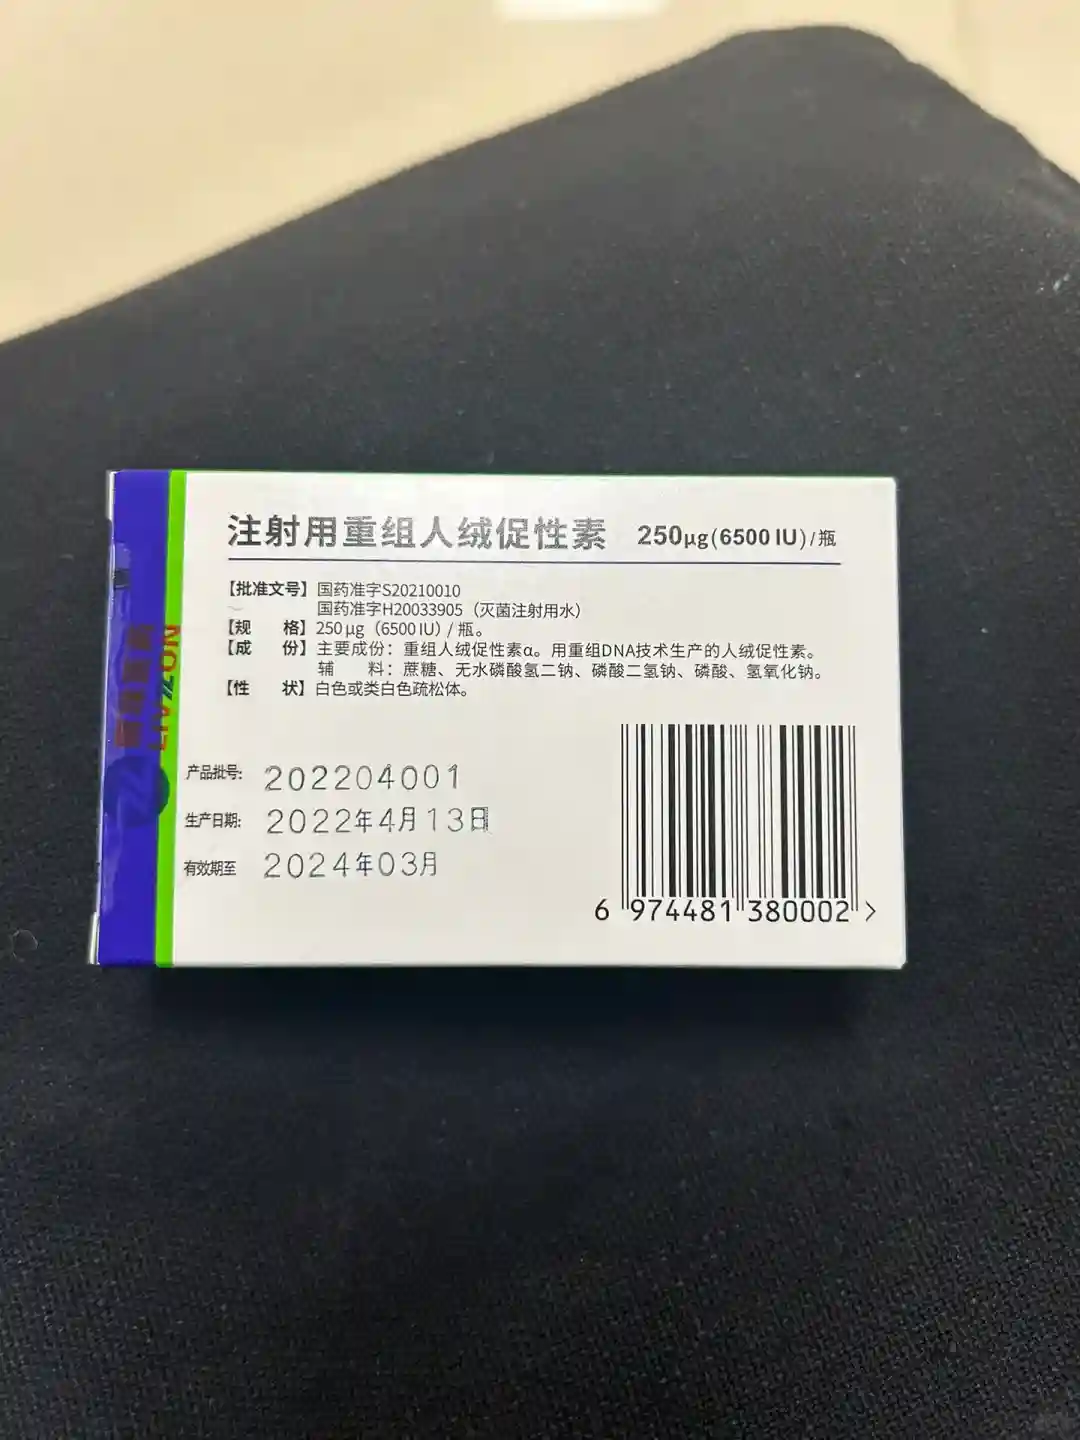 注射用重组人绒促性素 250μg(6500 IU)/瓶
【批准文号】国药准字S20210010
国药准字H20033905（灭菌注射用水）
【规 格】250μg（6500IU）/ 瓶。
【成 份】主要成份：重组人绒促性素α。用重组DNA技术生产的人绒促性素。
辅 料：蔗糖、无水磷酸氢二钠、磷酸二氢钠、磷酸、氢氧化钠。
【性 状】白色或类白色疏松体。
LIVZON
产品批号: 202204001
生产日期: 2022年4月13日
有效期至 2024年03月
6 974481 380002 >